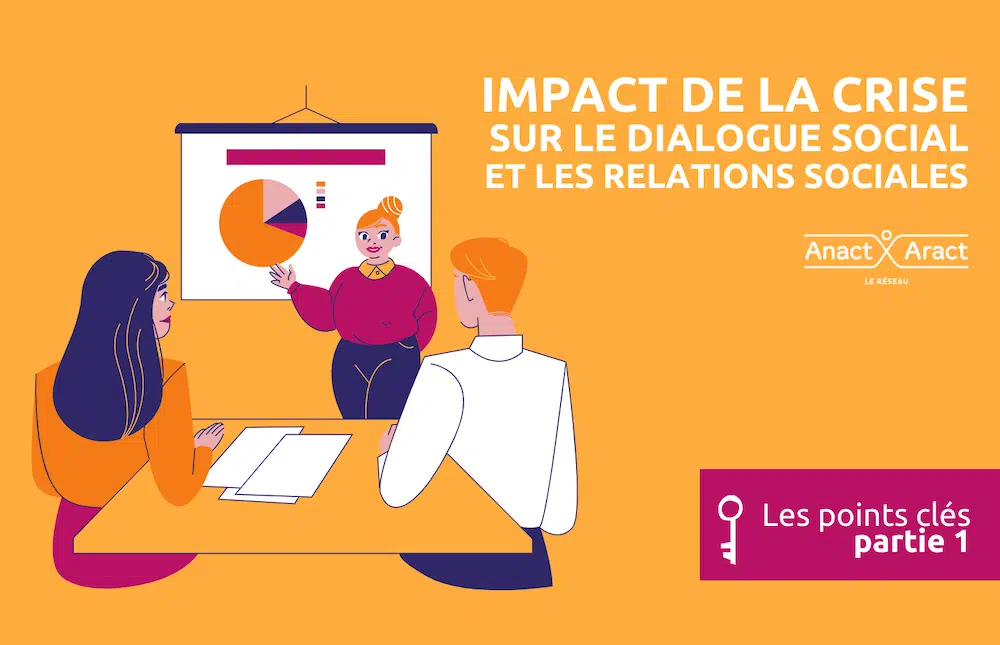 IMPACT DE LA CRISE
SUR LE DIALOGUE SOCIAL
ET LES RELATIONS SOCIALES
Anact Aract
LE RÉSEAU
Les points clés
partie 1